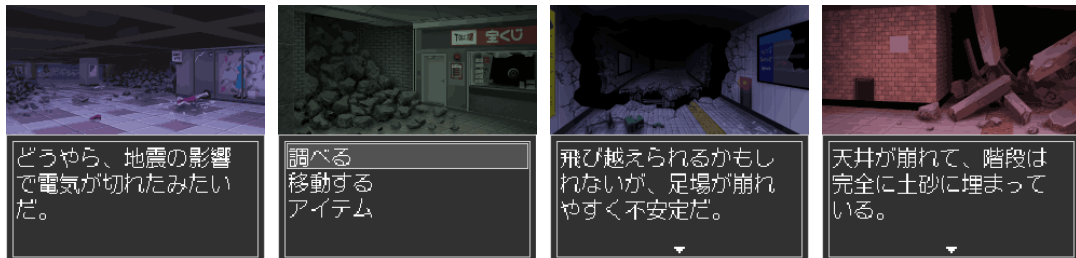 宝くじ
どうやら、地震の影響
で電気が切れたみたい
だ。
調べる
移動する
アイテム
飛び越えられるかもし
れないが、足場が崩れ
やすく不安定だ。
天井が崩れて、階段は
完全に土砂に埋まって
いる。